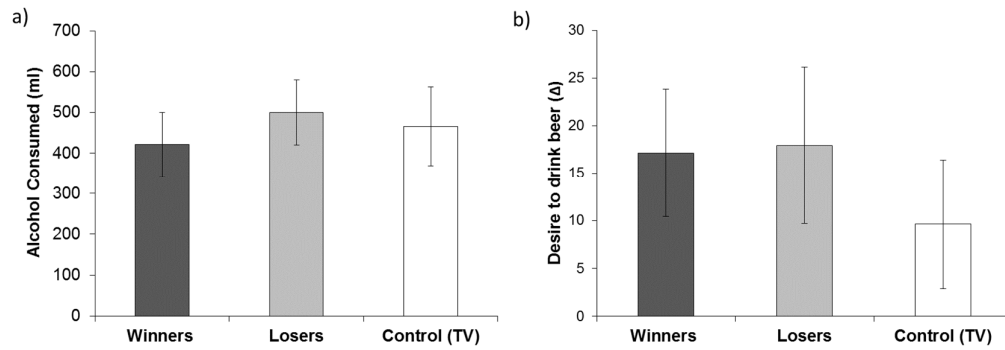 a)
Alcohol Consumed (ml)
700
600
500
400
300
200
100
0
Winners Losers Control (TV)
b)
Desire to drink beer (Δ)
30
25
20
15
10
5
0
Winners Losers Control (TV)